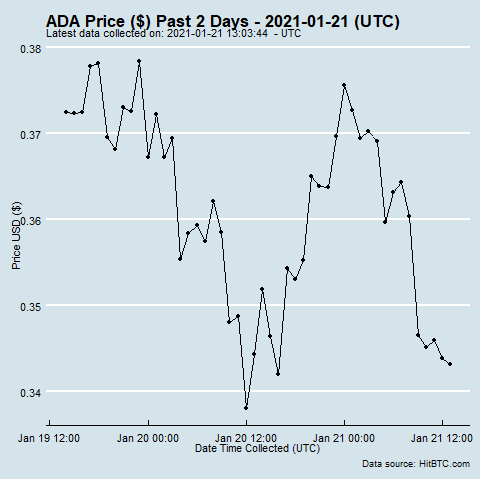 ADA Price ($) Past 2 Days - 2021-01-21 (UTC)
Latest data collected on: 2021-01-21 13:03:44  - UTC
0.38
0.37
0.36
0.35
0.34
Price USD ($)
Jan 19 12:00 Jan 20 00:00 Jan 20 12:00 Jan 21 00:00 Jan 21 12:00
Date Time Collected (UTC)
Data source: HitBTC.com